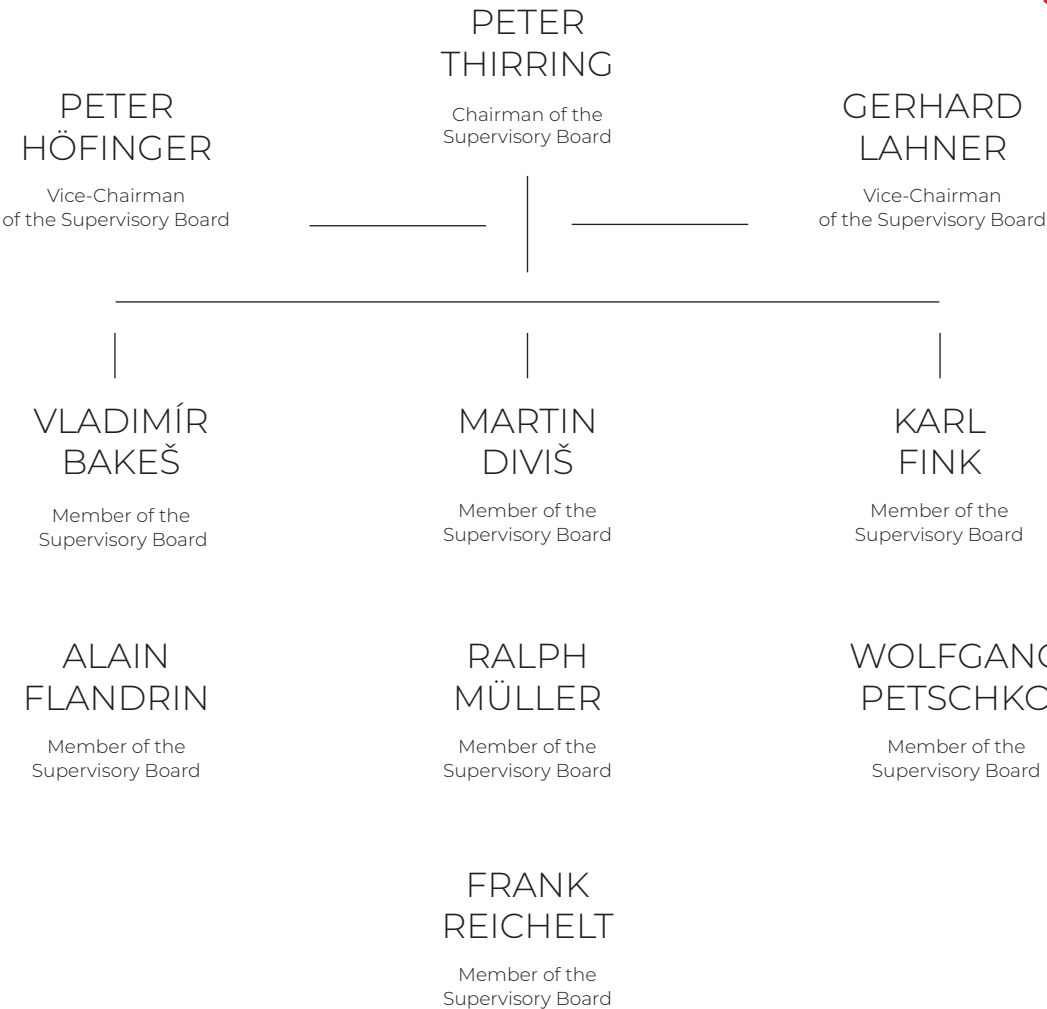 PETER
THIRRING
Chairman of the
Supervisory Board
PETER
HÖFINGER
Vice-Chairman
of the Supervisory Board
GERHARD
LAHNER
Vice-Chairman
of the Supervisory Board
VLADIMÍR
BAKEŠ
Member of the
Supervisory Board
MARTIN
DIVIŠ
Member of the
Supervisory Board
KARL
FINK
Member of the
Supervisory Board
ALAIN
FLANDRIN
Member of the
Supervisory Board
RALPH
MÜLLER
Member of the
Supervisory Board
WOLFGANG
PETSCHKO
Member of the
Supervisory Board
FRANK
REICHELT
Member of the
Supervisory Board